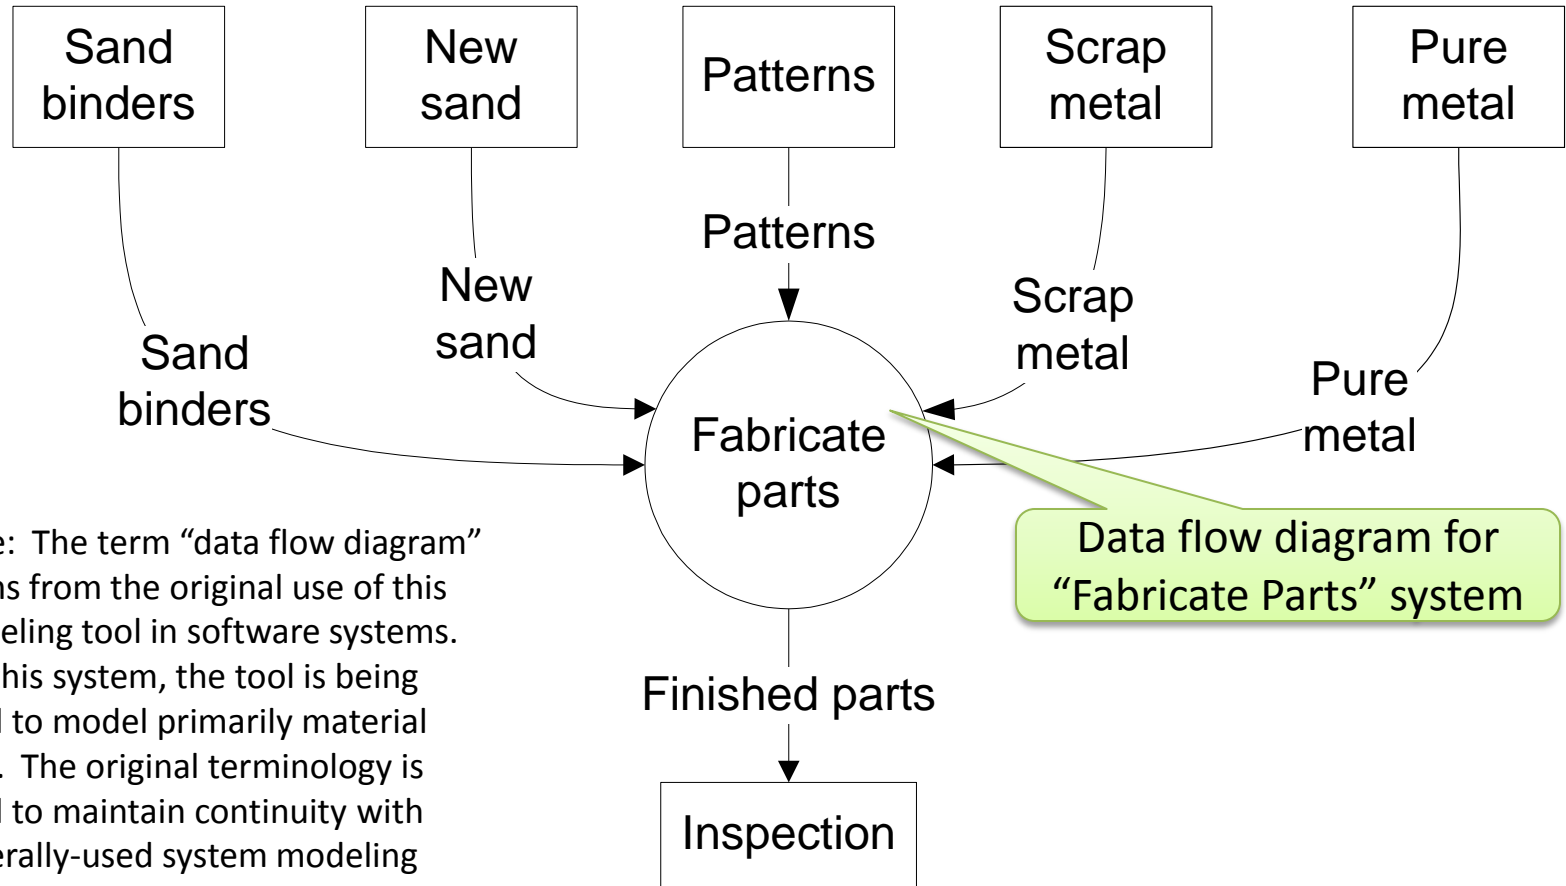 Sand
binders
New
sand
Patterns
Scrap
metal
Pure
metal
Patterns
New
sand
Scrap
metal
Sand
binders
Pure
metal
Fabricate
parts
Data flow diagram for
“Fabricate Parts” system
e: The term “data flow diagram”
ns from the original use of this
eling tool in software systems.
his system, the tool is being
d to model primarily material
. The original terminology is
d to maintain continuity with
erally-used system modeling
Finished parts
Inspection